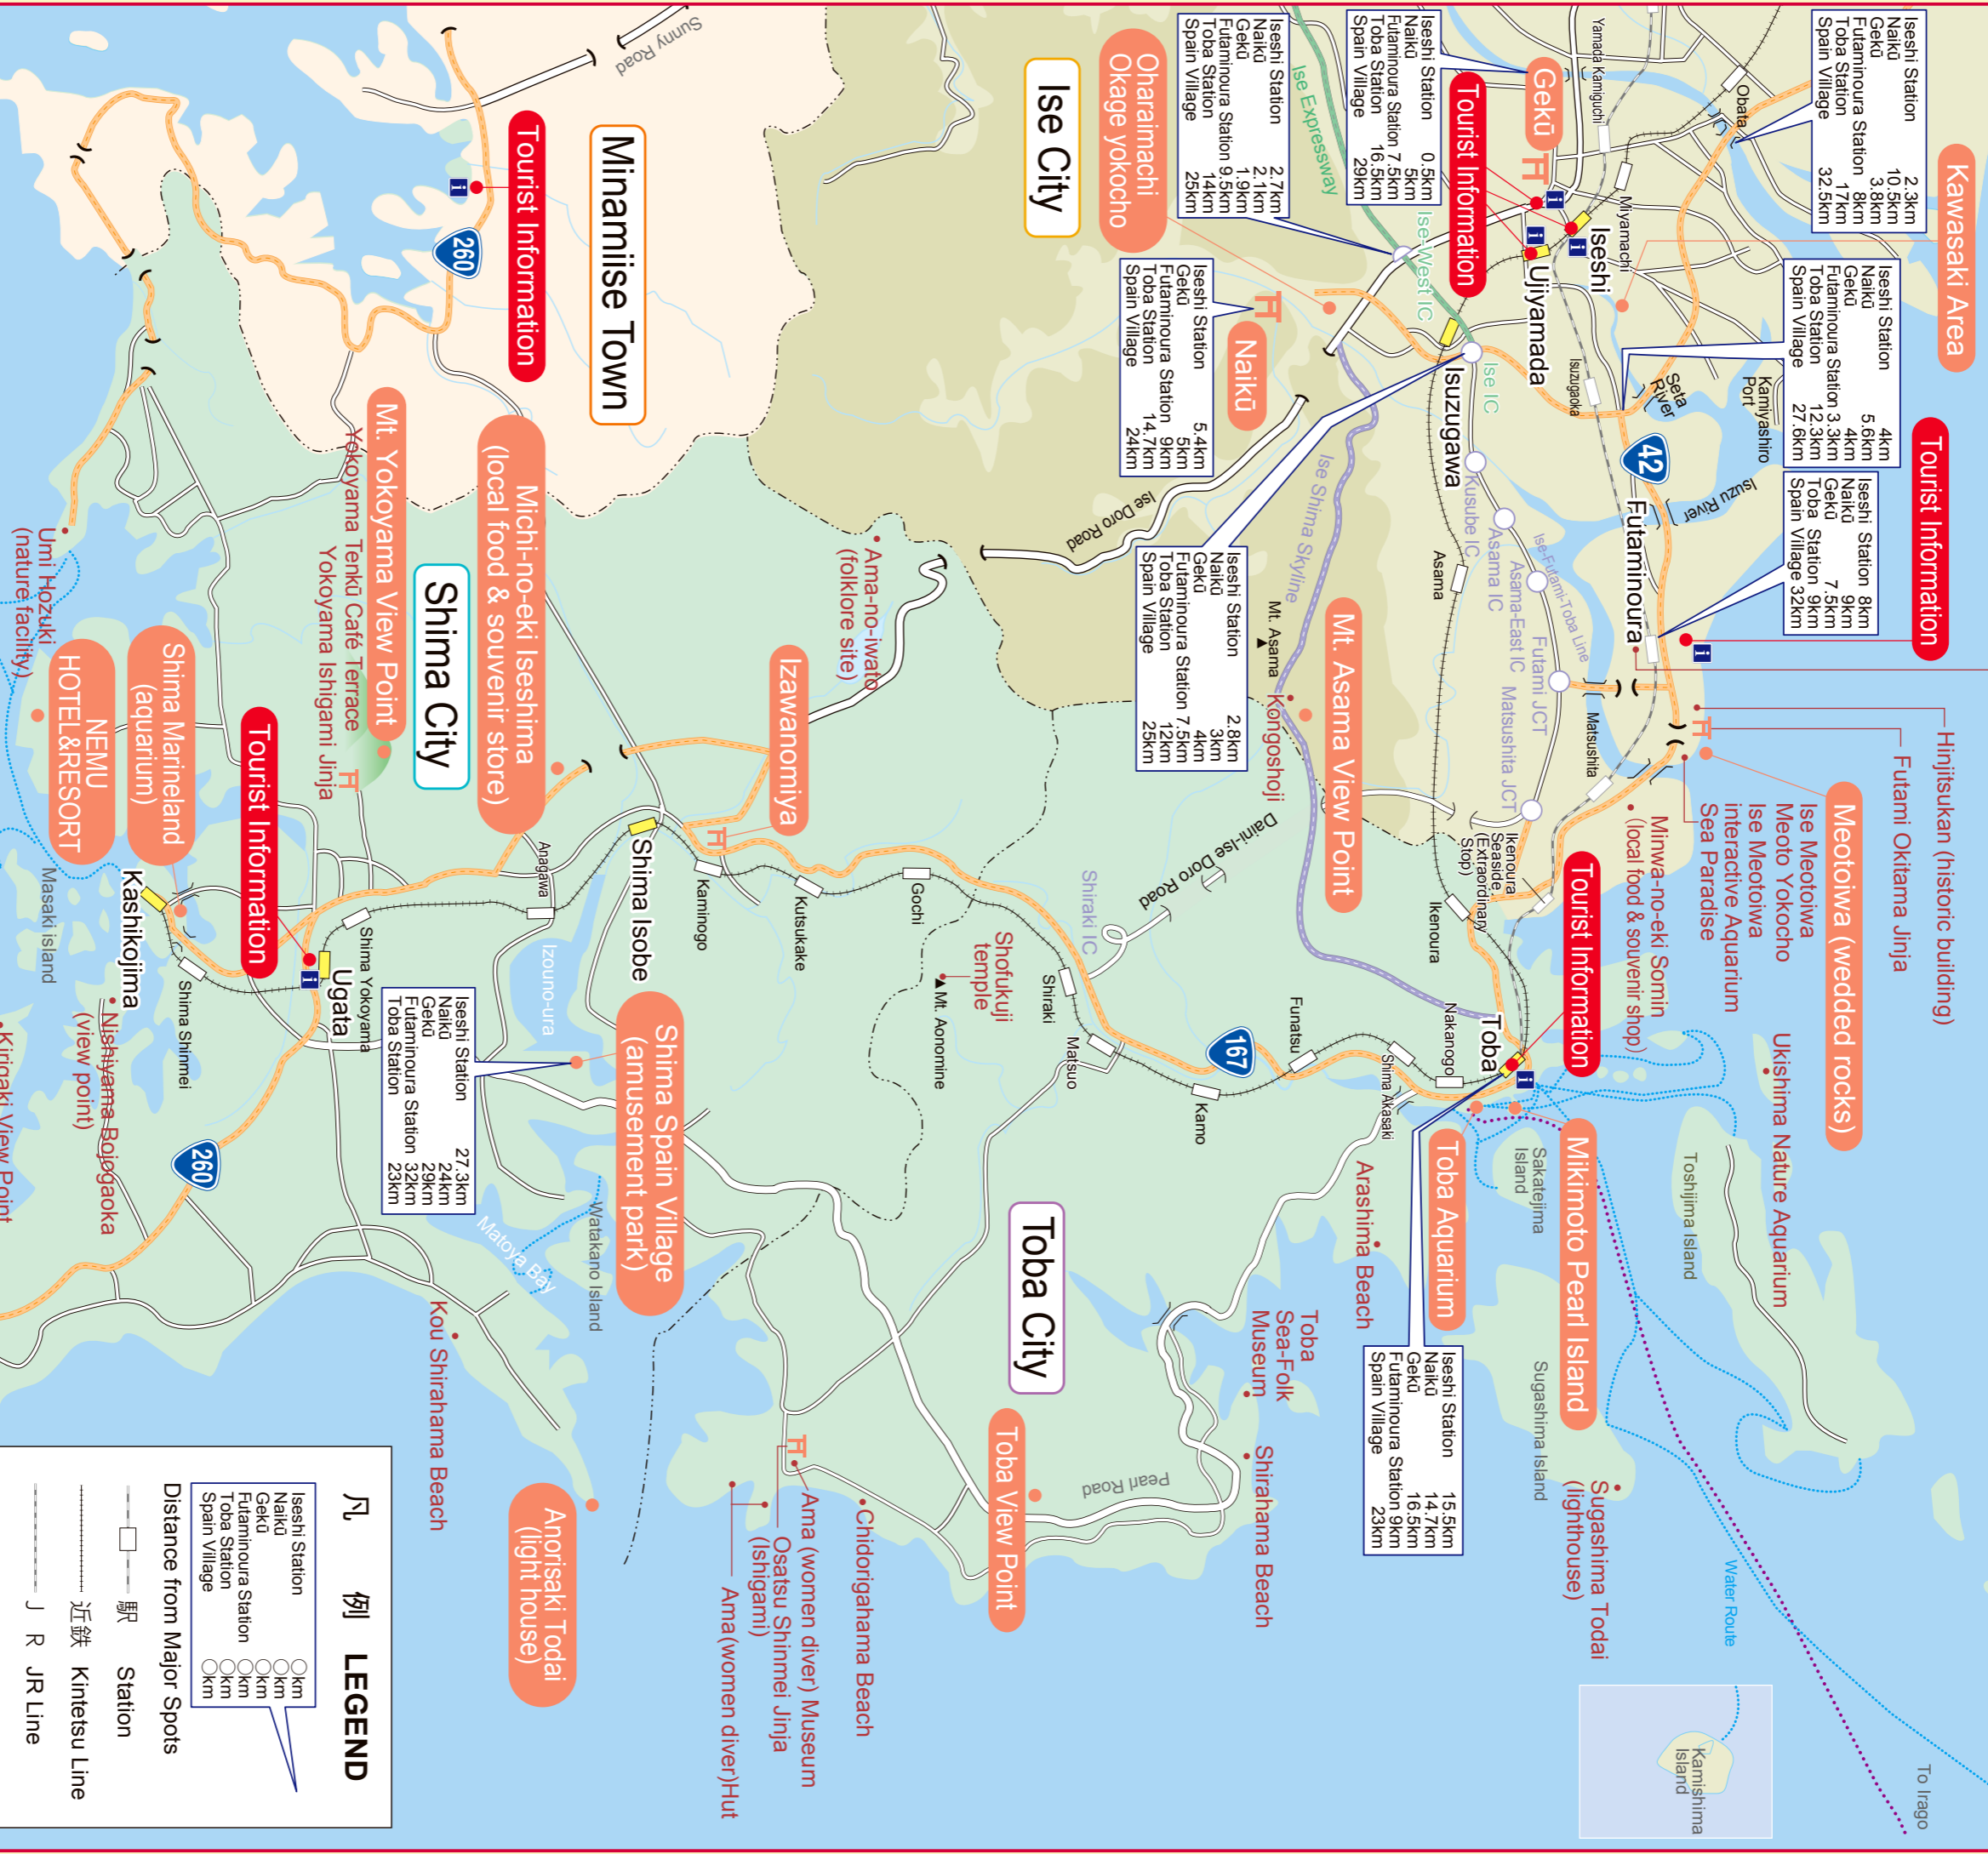 Kawasaki Area
Iseshi Station 2.3km
Naikū 10.5km
Gekū 3.8km
Futaminoura Station 8km
Toba Station 17km
Spain Village 32.5km
Obata
Yamada Kamiguchi
Miyamachi
Iseshi Station 4km
Naikū 5.6km
Gekū 4km
Futaminoura Station 3.3km
Toba Station 12.3km
Spain Village 27.6km
Kamiyashiro
Port
Seta
River
Tourist Information
Iseshi Station 8km
Naikū 9km
Gekū 7.5km
Toba Station 9km
Spain Village 32km
42
Isuzu River
Futaminoura
Isuzugaoka
Iseshi
Ujiyamada
Tourist Information
Gekū
Iseshi Station 0.5km
Naikū 5km
Futaminoura Station 7.5km
Toba Station 16.5km
Spain Village 29km
Ise Expressway
Ise-West IC
Ise IC
Isuzugawa
Iseshi Station 2.7km
Naikū 2.1km
Gekū 1.9km
Futaminoura Station 9.5km
Toba Station 14km
Spain Village 25km
Oharaimachi
Okage yokocho
Ise City
Naikū
Iseshi Station 5.4km
Gekū 5km
Futaminoura Station 9km
Toba Station 14.7km
Spain Village 24km
Ise Doro Road
Ise Shima Skyline
Iseshi Station 2.8km
Naikū 3km
Gekū 4km
Futaminoura Station 7.5km
Toba Station 12km
Spain Village 25km
Kusube IC
Asama IC
Asama-East IC
Ise-Futami-Toba Line
Futami JCT
Matsushita JCT
Asama
Matsushita
Mt. Asama
Kongoshoji
Mt. Asama View Point
Hinjitsukan (historic building)
Futami Okitama Jinja
Meotoiwa (wedded rocks)
Ise Meotoiwa
Meoto Yokocho
Ise Meotoiwa
interactive Aquarium
Sea Paradise
Minwa-no-eki Somin
(local food & souvenir shop)
Ikenoura
Seaside
(Extraordinary
Stop)
Ikenoura
Tourist Information
Toba
Nakanogo
Shima Akasaki
Funatsu
Kamo
167
Matsuo
Shiraki
Shiraki IC
Daini-Ise Doro Road
Ukishima Nature Aquarium
Toshijima Island
Mikimoto Pearl Island
Sakatejima
Island
Toba Aquarium
Iseshi Station 15.5km
Naikū 14.7km
Gekū 16.5km
Futaminoura Station 9km
Spain Village 23km
Sugashima Island
Sugashima Todai
(lighthouse)
Water Route
To Irago
Kamishima
Island
Arashima Beach
Toba
Sea-Folk
Museum
Shirahama Beach
Pearl Road
Toba City
Toba View Point
Chidorigahama Beach
Ama (women diver) Museum
Osatsu Shinmei Jinja
(Ishigami)
Ama(women diver)Hut
Shofukuji
temple
Mt. Aonomine
Gochi
Kutsukake
Kaminogo
Izawanomiya
Ama-no-iwato
(folklore site)
Shima Isobe
Shima Spain Village
(amusement park)
Iseshi Station 27.3km
Naikū 24km
Gekū 29km
Futaminoura Station 32km
Toba Station 23km
Izouno-ura
Watakano Island
Matoya Bay
Anorisaki Todai
(light house)
Kou Shirahama Beach
Sunny Road
Minamiise Town
Tourist Information
260
Michi-no-eki Iseshima
(local food & souvenir store)
Shima City
Mt. Yokoyama View Point
Yokoyama Tenkū Café Terrace
Yokoyama Ishigami Jinja
Anagawa
Shima Yokoyama
Ugata
Tourist Information
Shima Shinmei
Kashikojima
Shima Marineland
(aquarium)
NEMU
HOTEL&RESORT
Umi Hozuki
(nature facility)
Masaki island
Nishiyama Bojogaoka
(view point)
Kirigaki View Point
260
凡 例 LEGEND
Iseshi Station ○km
Naikū ○km
Gekū ○km
Futaminoura Station ○km
Toba Station ○km
Spain Village ○km
Distance from Major Spots
駅 Station
近鉄 Kintetsu Line
J R JR Line